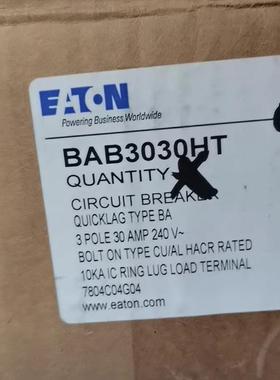 EATON
Powering Business Worldwide
BAB3030HT
QUANTITY
CIRCUIT BREAKER
QUICKLAG TYPE BA
3 POLE 30 AMP 240 V~
BOLT ON TYPE CU/AL HACR RATED
10KA IC RING LUG LOAD TERMINAL
7804C04G04
www.eaton.com